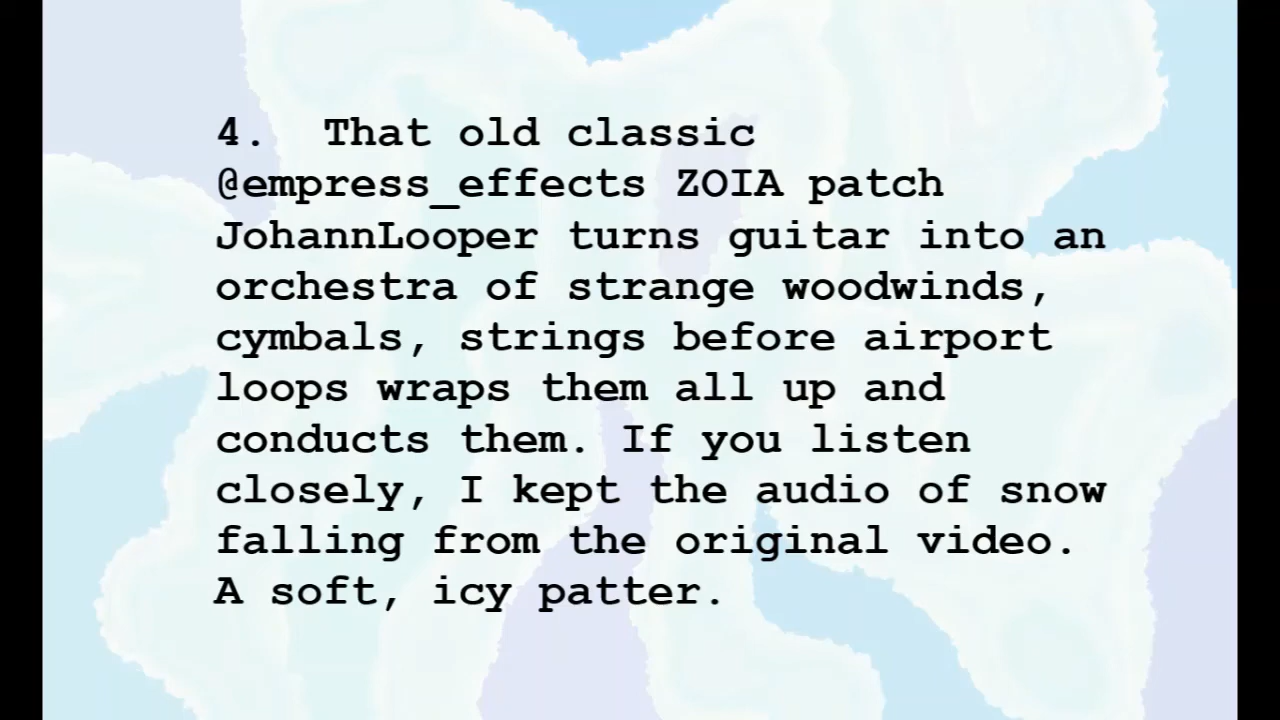 4.  That old classic
@empress_effects ZOIA patch
JohannLooper turns guitar into an
orchestra of strange woodwinds,
cymbals, strings before airport
loops wraps them all up and
conducts them. If you listen
closely, I kept the audio of snow
falling from the original video.
A soft, icy patter.